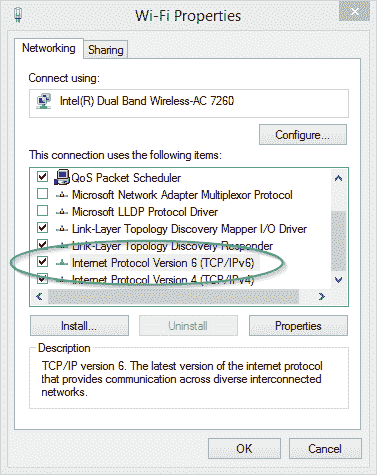 Wi-Fi Properties
Networking
Sharing
Connect using:
Intel(R) Dual Band Wireless-AC 7260
Configure...
This connection uses the following items:
QoS Packet Scheduler
Microsoft Network Adapter Multiplexor Protocol
Microsoft LLDP Protocol Driver
Link-Layer Topology Discovery Mapper I/O Driver
Link-Layer Topology Discovery Responder
Internet Protocol Version 6 (TCP/IPv6)
Internet Protocol Version 4 (TCP/IPv4)
Install...
Uninstall
Properties
Description
TCP/IP version 6. The latest version of the internet protocol
that provides communication across diverse interconnected
networks.
OK
Cancel